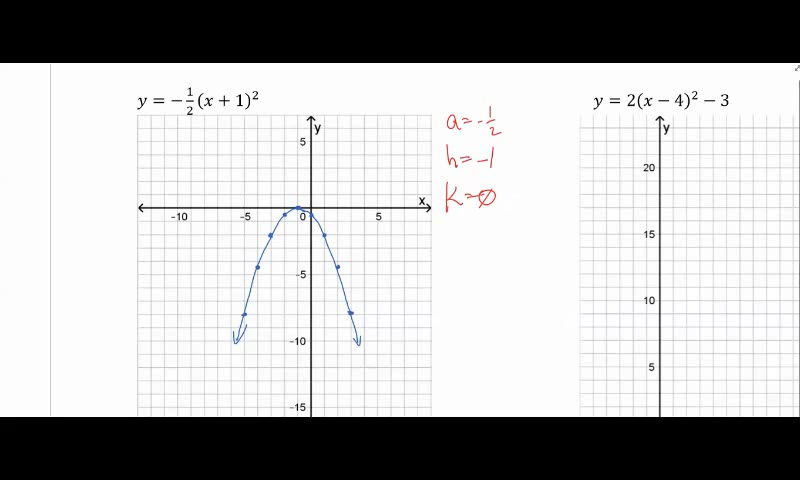 y = -1/2(x + 1)²
y
5
x
-10
-5
0
5
-5
-10
-15
a = -1/2
h = -1
K = 0
y = 2(x - 4)² - 3
y
20
15
10
5